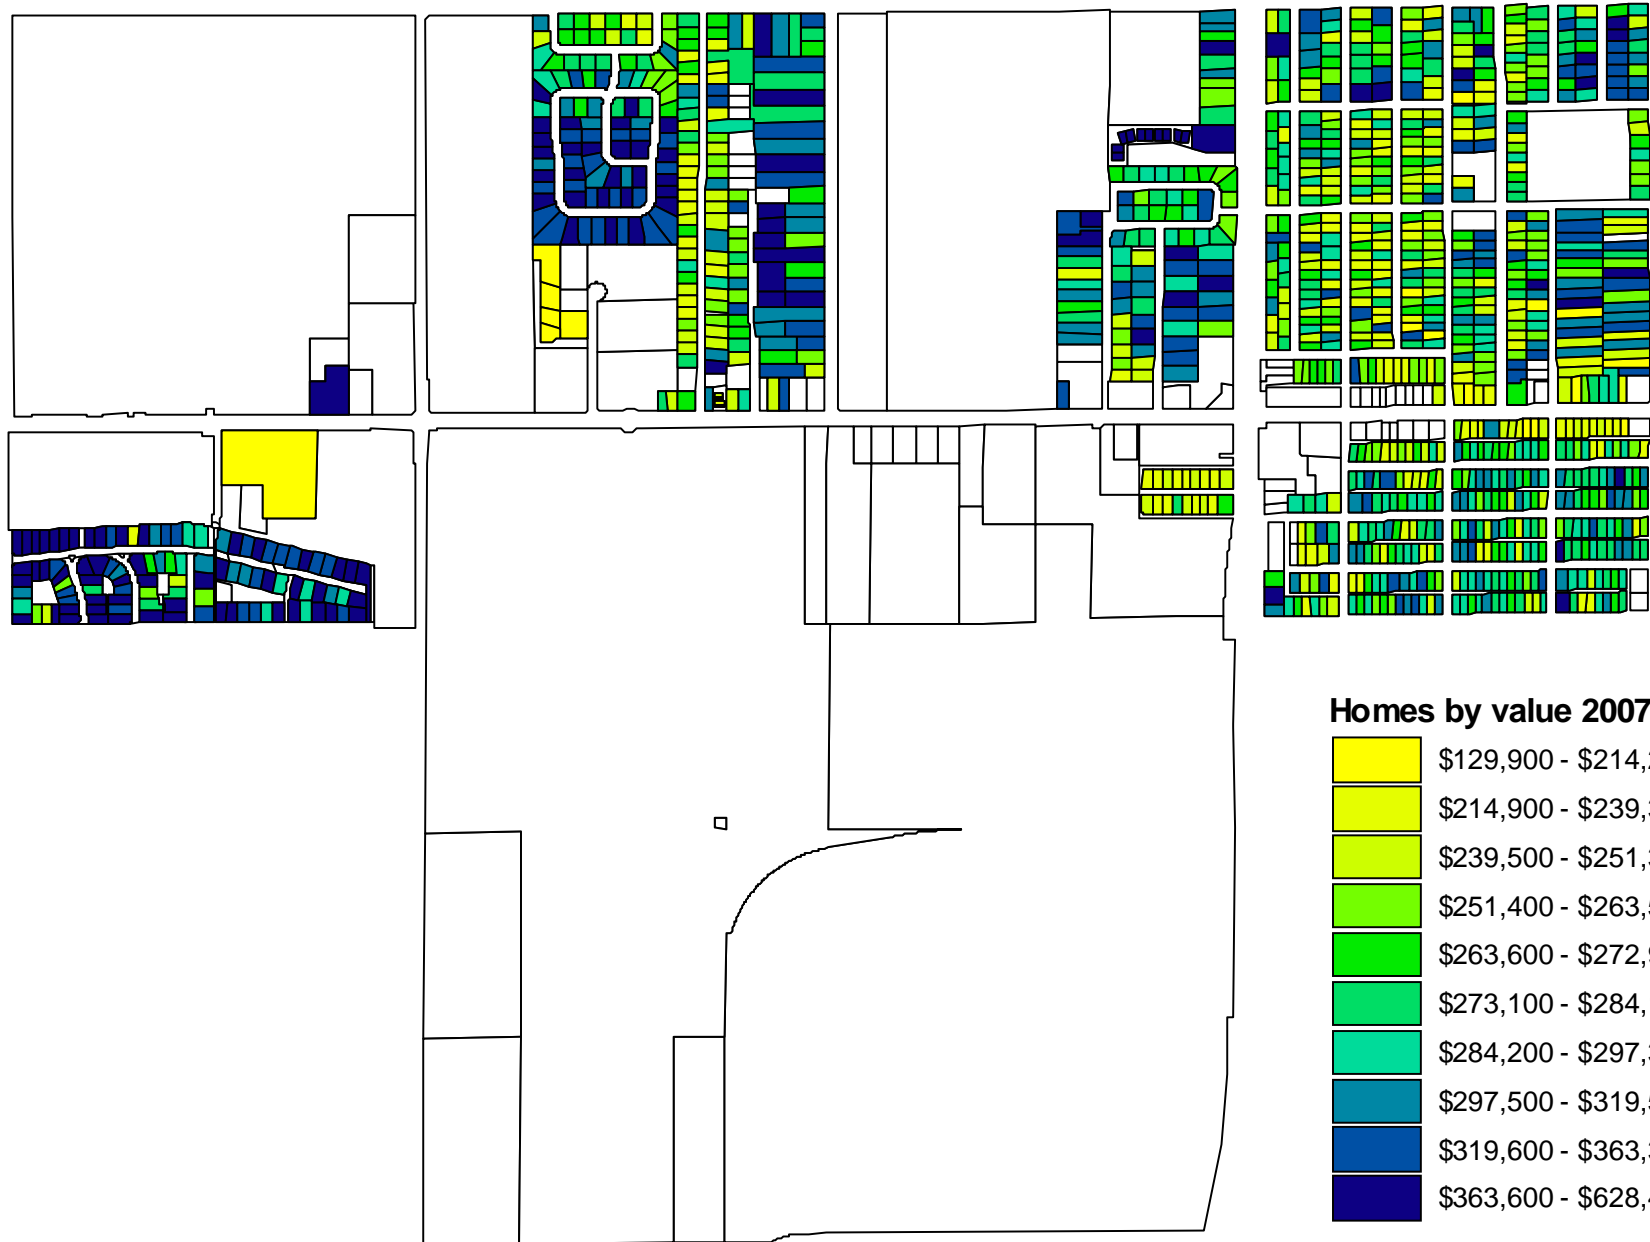 Homes by value 2007
$129,900 - $214,
$214,900 - $239,
$239,500 - $251,
$251,400 - $263,
$263,600 - $272,
$273,100 - $284,
$284,200 - $297,
$297,500 - $319,
$319,600 - $363,
$363,600 - $628,